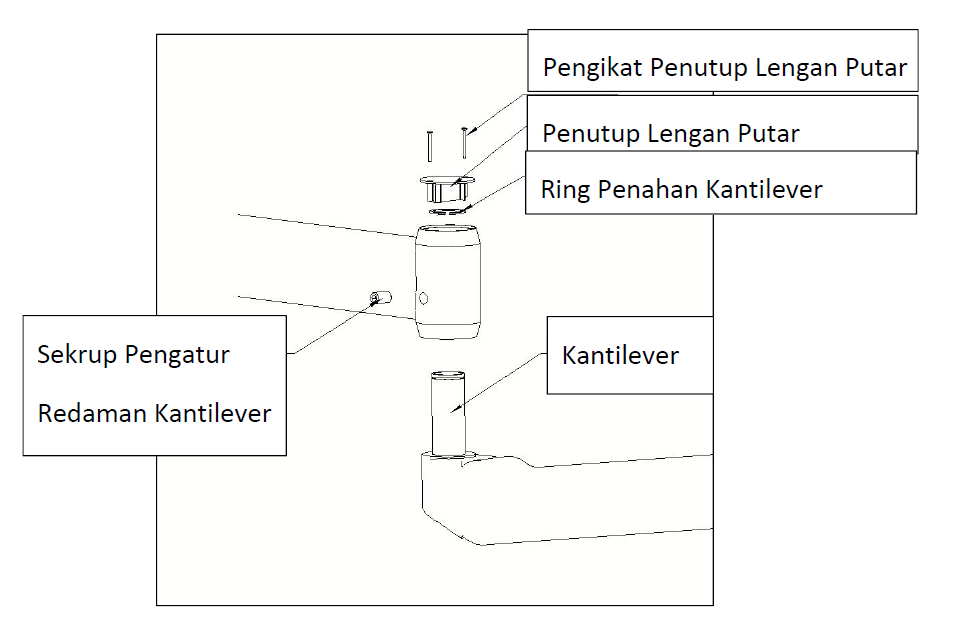 Pengikat Penutup Lengan Putar
Penutup Lengan Putar
Ring Penahan Kantilever
Sekrup Pengatur
Redaman Kantilever
Kantilever